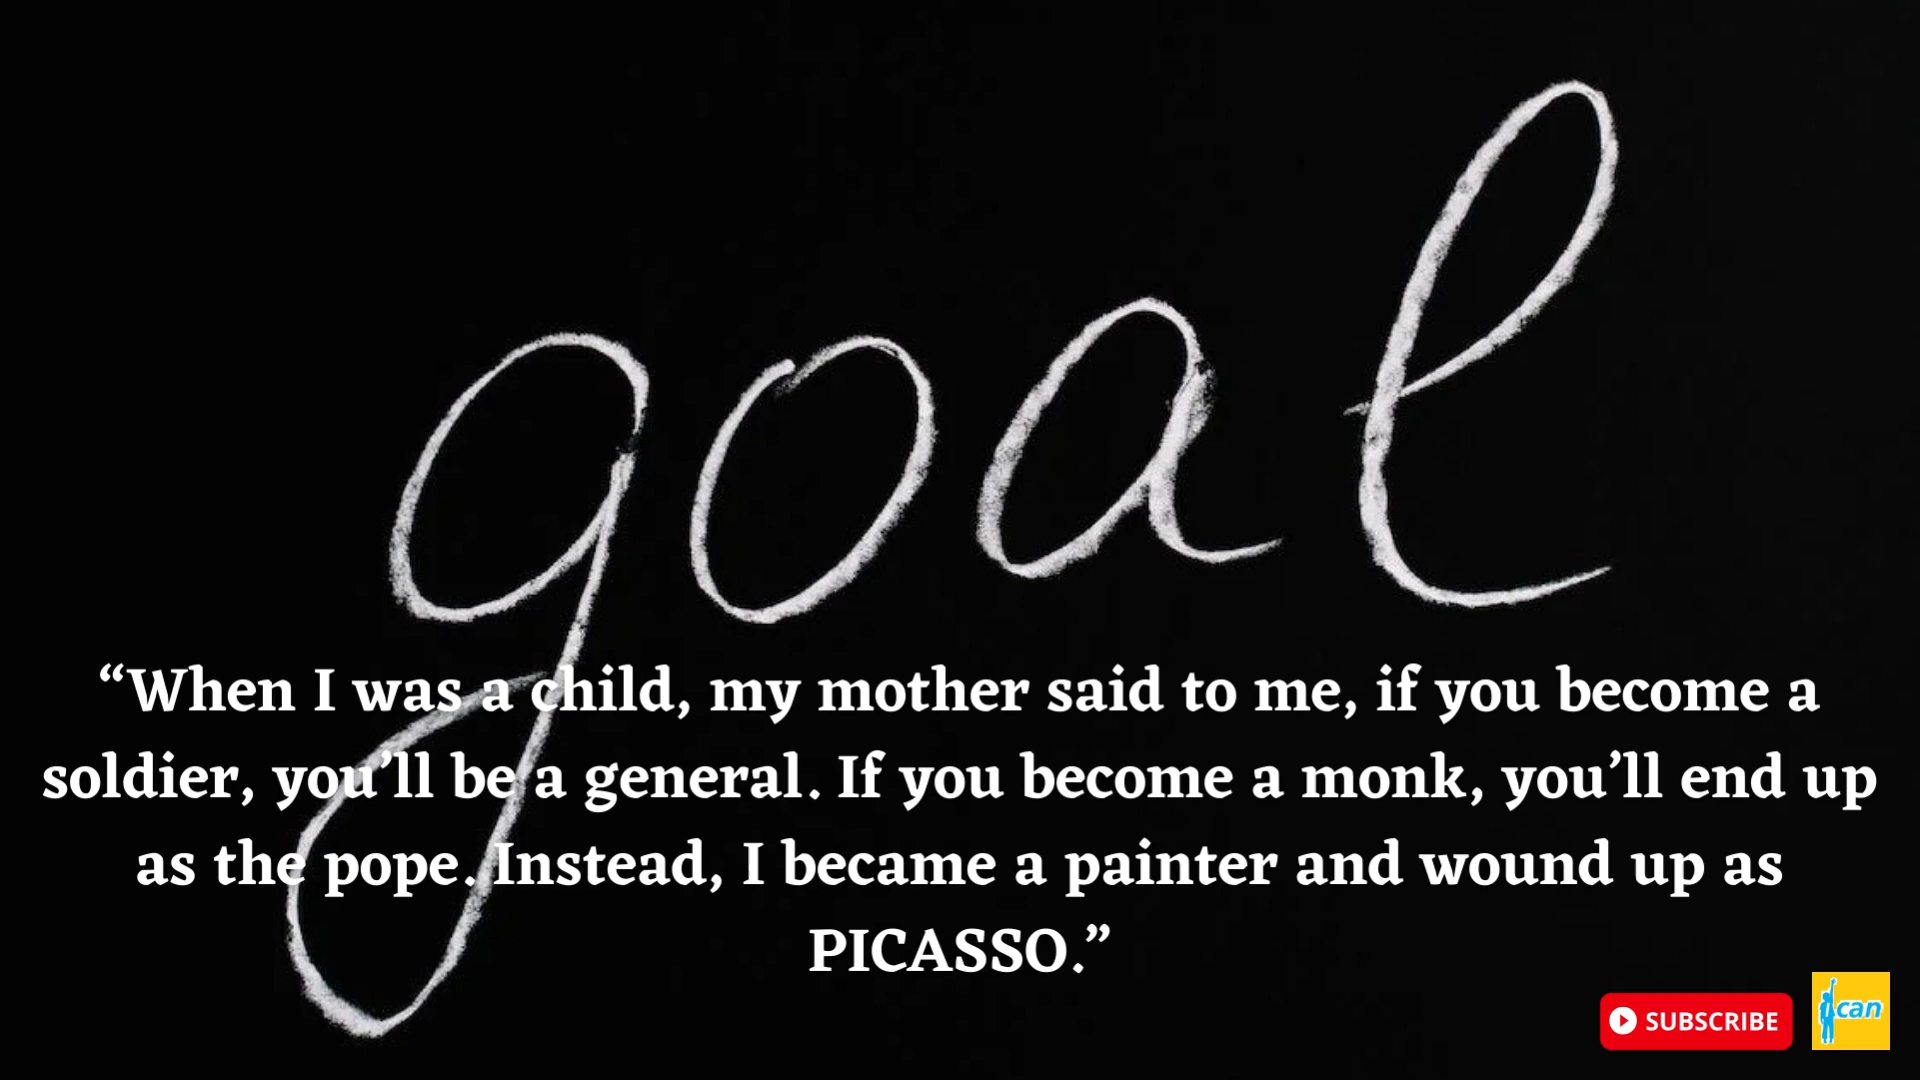 goal
“When I was a child, my mother said to me, if you become a
soldier, you’ll be a general. If you become a monk, you’ll end up
as the pope. Instead, I became a painter and wound up as
PICASSO.”
SUBSCRIBE
can